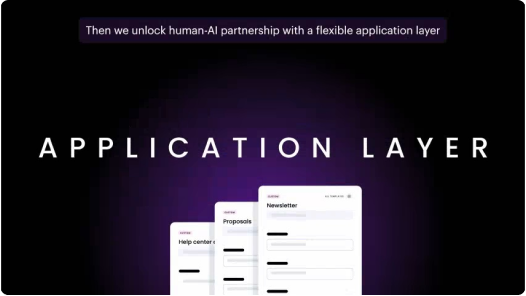 Then we unlock human-AI partnership with a flexible application layer
APPLICATION LAYER
Newsletter
Proposals
Help center